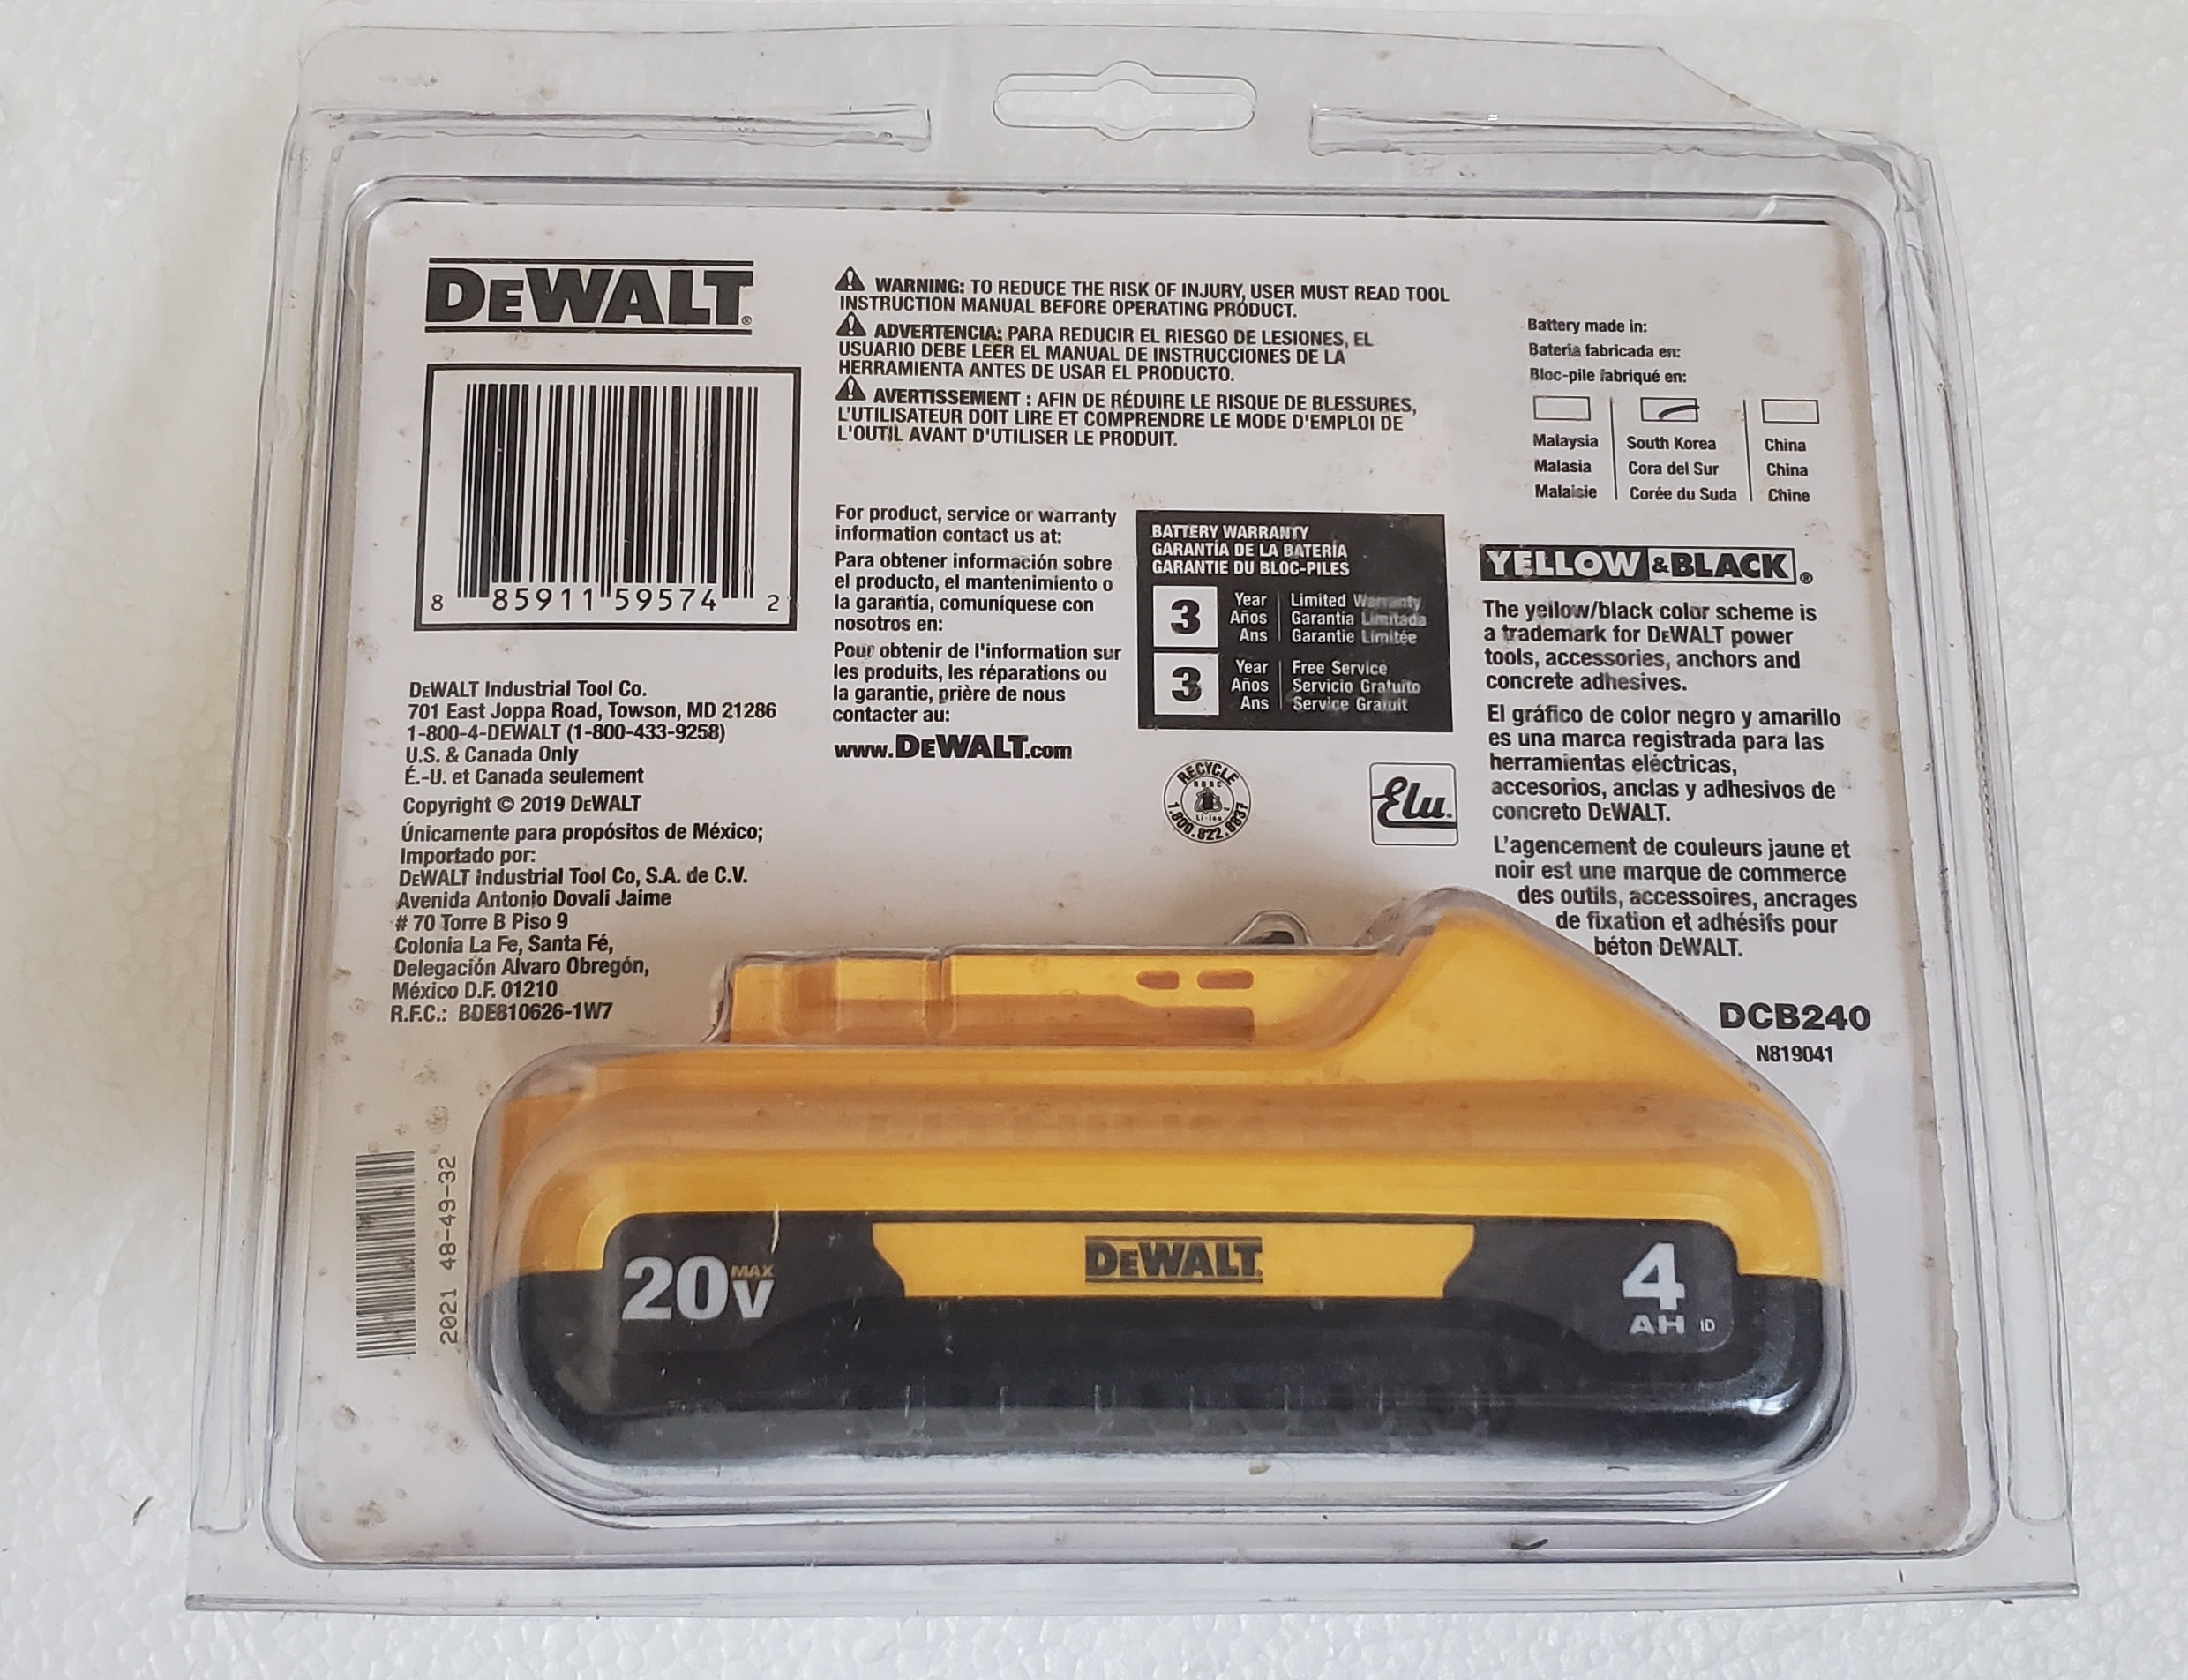 DEWALT®
8 85911 59574 2
DEWALT Industrial Tool Co.
701 East Joppa Road, Towson, MD 21286
1-800-4-DEWALT (1-800-433-9258)
U.S. & Canada Only
É.-U. et Canada seulement
Copyright © 2019 DEWALT
Únicamente para propósitos de México;
Importado por:
DEWALT industrial Tool Co, S.A. de C.V.
Avenida Antonio Dovali Jaime
# 70 Torre B Piso 9
Colonia La Fe, Santa Fé,
Delegación Alvaro Obregón,
México D.F. 01210
R.F.C.: BDE810626-1W7
WARNING: TO REDUCE THE RISK OF INJURY, USER MUST READ TOOL
INSTRUCTION MANUAL BEFORE OPERATING PRODUCT.
ADVERTENCIA: PARA REDUCIR EL RIESGO DE LESIONES, EL
USUARIO DEBE LEER EL MANUAL DE INSTRUCCIONES DE LA
HERRAMIENTA ANTES DE USAR EL PRODUCTO.
AVERTISSEMENT : AFIN DE RÉDUIRE LE RISQUE DE BLESSURES,
L'UTILISATEUR DOIT LIRE ET COMPRENDRE LE MODE D'EMPLOI DE
L'OUTIL AVANT D'UTILISER LE PRODUIT.
For product, service or warranty
information contact us at:
Para obtener información sobre
el producto, el mantenimiento o
la garantía, comuníquese con
nosotros en:
Pour obtenir de l'information sur
les produits, les réparations ou
la garantie, prière de nous
contacter au:
www.DEWALT.com
BATTERY WARRANTY
GARANTÍA DE LA BATERÍA
GARANTIE DU BLOC-PILES
3 Year Limited Warranty
Años Garantia Limitada
Ans Garantie Limitée
3 Year Free Service
Años Servicio Gratuito
Ans Service Gratuit
RECYCLE
RBRC
Li-Ion
1.800.822.8837
Elu.
Battery made in:
Bateria fabricada en:
Bloc-pile fabriqué en:
Malaysia South Korea China
Malasia Cora del Sur China
Malaisie Corée du Suda Chine
YELLOW & BLACK®
The yellow/black color scheme is
a trademark for DEWALT power
tools, accessories, anchors and
concrete adhesives.
El gráfico de color negro y amarillo
es una marca registrada para las
herramientas eléctricas,
accesorios, anclas y adhesivos de
concreto DEWALT.
L'agencement de couleurs jaune et
noir est une marque de commerce
des outils, accessoires, ancrages
de fixation et adhésifs pour
béton DEWALT.
DCB240
N819041
2021 48-49-32
20V MAX
DEWALT
4
AH ID